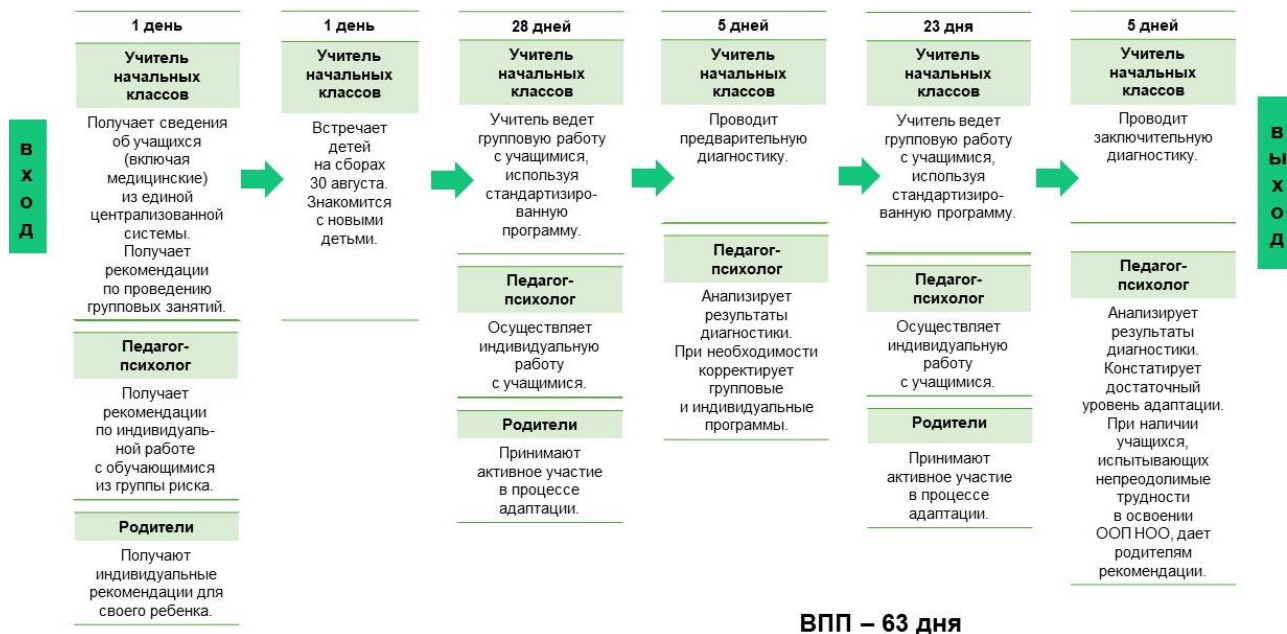 ВХОД
1 день
Учитель
начальных
классов
Получает сведения
об учащихся
(включая
медицинские)
из единой
централизованной
системы.
Получает
рекомендации
по проведению
групповых занятий.
Педагог-
психолог
Получает
рекомендации
по индивидуаль-
ной работе
с обучающимися
из группы риска.
Родители
Получают
индивидуальные
рекомендации для
своего ребенка.
1 день
Учитель
начальных
классов
Встречает
детей
на сборах
30 августа.
Знакомится
с новыми
детьми.
28 дней
Учитель
начальных
классов
Учитель ведет
групповую работу
с учащимися,
используя
стандартизиро-
ванную
программу.
Педагог-
психолог
Осуществляет
индивидуальную
работу
с учащимися.
Родители
Принимают
активное участие
в процессе
адаптации.
5 дней
Учитель
начальных
классов
Проводит
предварительную
диагностику.
Педагог-
психолог
Анализирует
результаты
диагностики.
При необходимости
корректирует
групповые
и индивидуальные
программы.
23 дня
Учитель
начальных
классов
Учитель ведет
групповую работу
с учащимися,
используя
стандартизиро-
ванную
программу.
Педагог-
психолог
Осуществляет
индивидуальную
работу
с учащимися.
Родители
Принимают
активное участие
в процессе
адаптации.
5 дней
Учитель
начальных
классов
Проводит
заключительную
диагностику.
Педагог-
психолог
Анализирует
результаты
диагностики.
Констатирует
достаточный
уровень адаптации.
При наличии
учащихся,
испытывающих
непреодолимые
трудности
в освоении
ООП НОО, дает
родителям
рекомендации.
ВЫХОД
ВПП – 63 дня